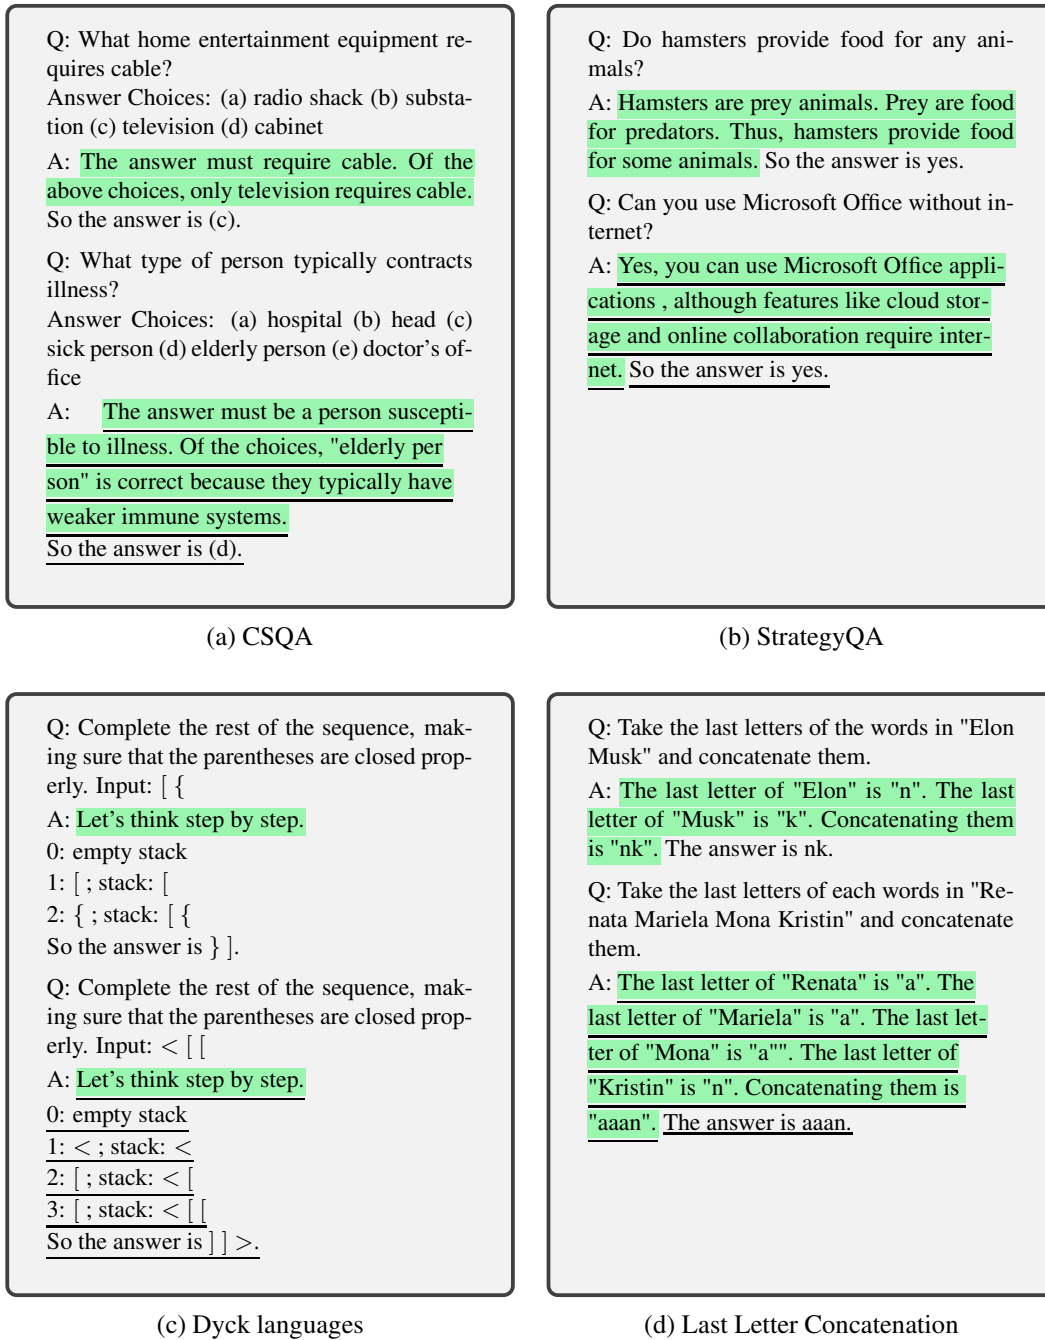 Q: What home entertainment equipment re-
quires cable?
Answer Choices: (a) radio shack (b) substa-
tion (c) television (d) cabinet
A: The answer must require cable. Of the
above choices, only television requires cable.
So the answer is (c).
Q: What type of person typically contracts
illness?
Answer Choices: (a) hospital (b) head (c)
sick person (d) elderly person (e) doctor's of-
fice
A: The answer must be a person suscepti-
ble to illness. Of the choices, "elderly per
son" is correct because they typically have
weaker immune systems.
So the answer is (d).
(a) CSQA
Q: Do hamsters provide food for any ani-
mals?
A: Hamsters are prey animals. Prey are food
for predators. Thus, hamsters provide food
for some animals. So the answer is yes.
Q: Can you use Microsoft Office without in-
ternet?
A: Yes, you can use Microsoft Office appli-
cations , although features like cloud stor-
age and online collaboration require inter-
net. So the answer is yes.
(b) StrategyQA
Q: Complete the rest of the sequence, mak-
ing sure that the parentheses are closed prop-
erly. Input: [ {
A: Let's think step by step.
0: empty stack
1: [ ; stack: [
2: { ; stack: [ {
So the answer is } ].
Q: Complete the rest of the sequence, mak-
ing sure that the parentheses are closed prop-
erly. Input: < [ [
A: Let's think step by step.
0: empty stack
1: < ; stack: <
2: [ ; stack: < [
3: [ ; stack: < [ [
So the answer is ] ] >.
(c) Dyck languages
Q: Take the last letters of the words in "Elon
Musk" and concatenate them.
A: The last letter of "Elon" is "n". The last
letter of "Musk" is "k". Concatenating them
is "nk". The answer is nk.
Q: Take the last letters of each words in "Re-
nata Mariela Mona Kristin" and concatenate
them.
A: The last letter of "Renata" is "a". The
last letter of "Mariela" is "a". The last let-
ter of "Mona" is "a"". The last letter of
"Kristin" is "n". Concatenating them is
"aaan". The answer is aaan.
(d) Last Letter Concatenation